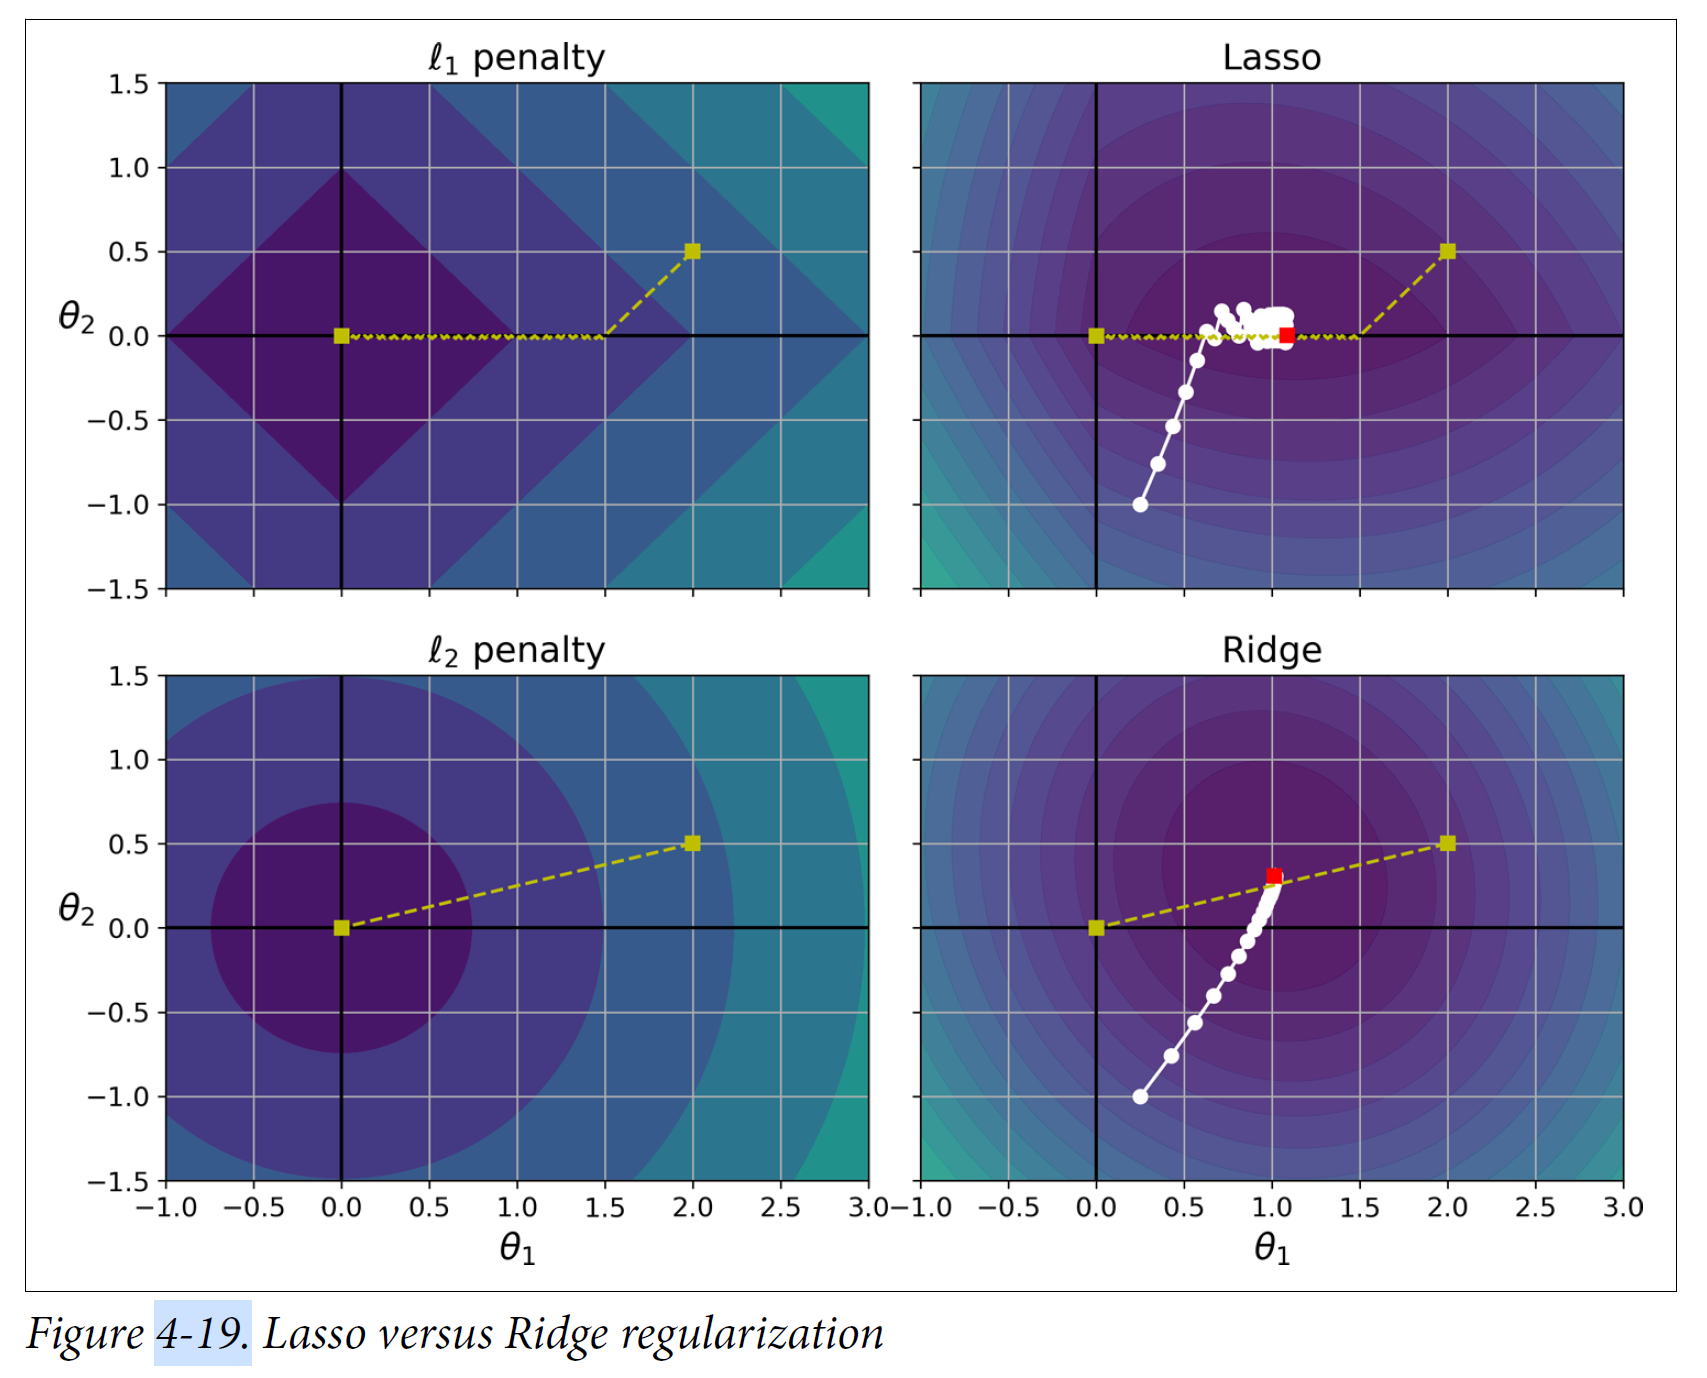 ℓ₁ penalty
Lasso
1.5
1.0
0.5
0.0
−0.5
−1.0
−1.5
θ₂
ℓ₂ penalty
Ridge
1.5
1.0
0.5
0.0
−0.5
−1.0
−1.5
θ₂
−1.0 −0.5 0.0 0.5 1.0 1.5 2.0 2.5 3.0
−1.0 −0.5 0.0 0.5 1.0 1.5 2.0 2.5 3.0
θ₁
θ₁
Figure 4-19. Lasso versus Ridge regularization